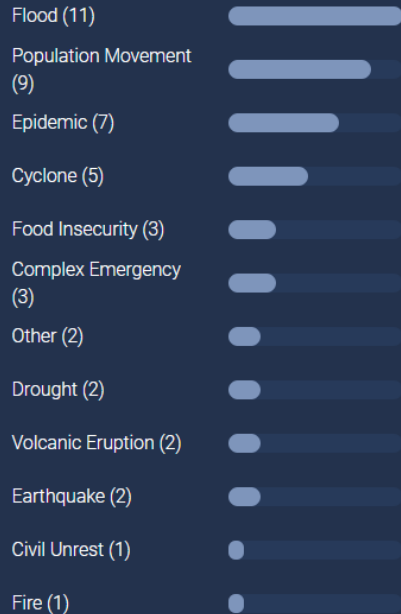 Flood (11)
Population Movement
(9)
Epidemic (7)
Cyclone (5)
Food Insecurity (3)
Complex Emergency
(3)
Other (2)
Drought (2)
Volcanic Eruption (2)
Earthquake (2)
Civil Unrest (1)
Fire (1)